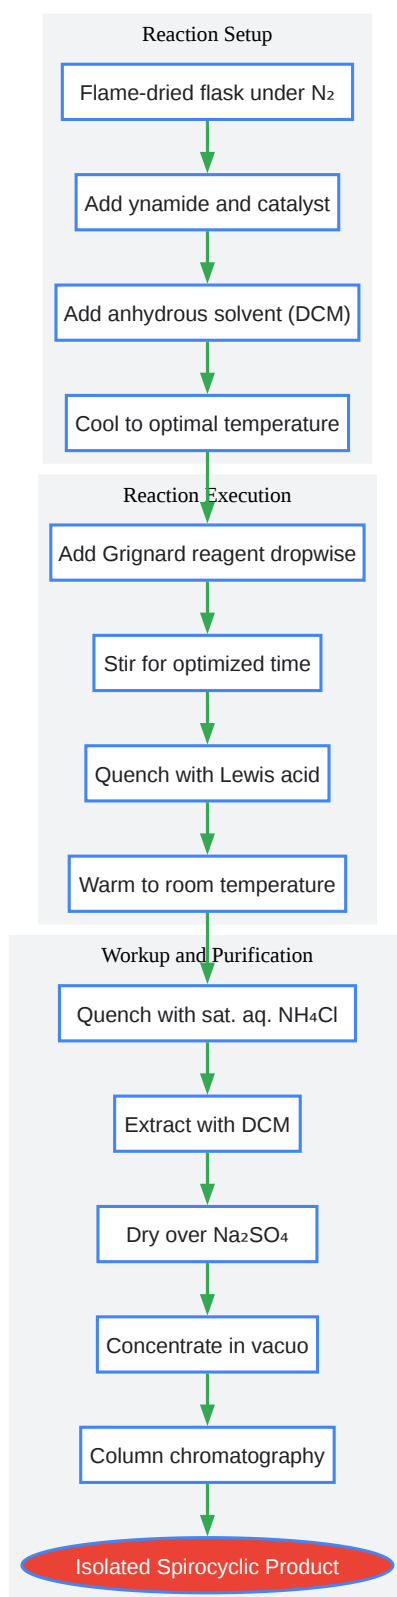 Reaction Setup
Flame-dried flask under N₂
Add ynamide and catalyst
Add anhydrous solvent (DCM)
Cool to optimal temperature
Reaction Execution
Add Grignard reagent dropwise
Stir for optimized time
Quench with Lewis acid
Warm to room temperature
Workup and Purification
Quench with sat. aq. NH₄Cl
Extract with DCM
Dry over Na₂SO₄
Concentrate in vacuo
Column chromatography
Isolated Spirocyclic Product